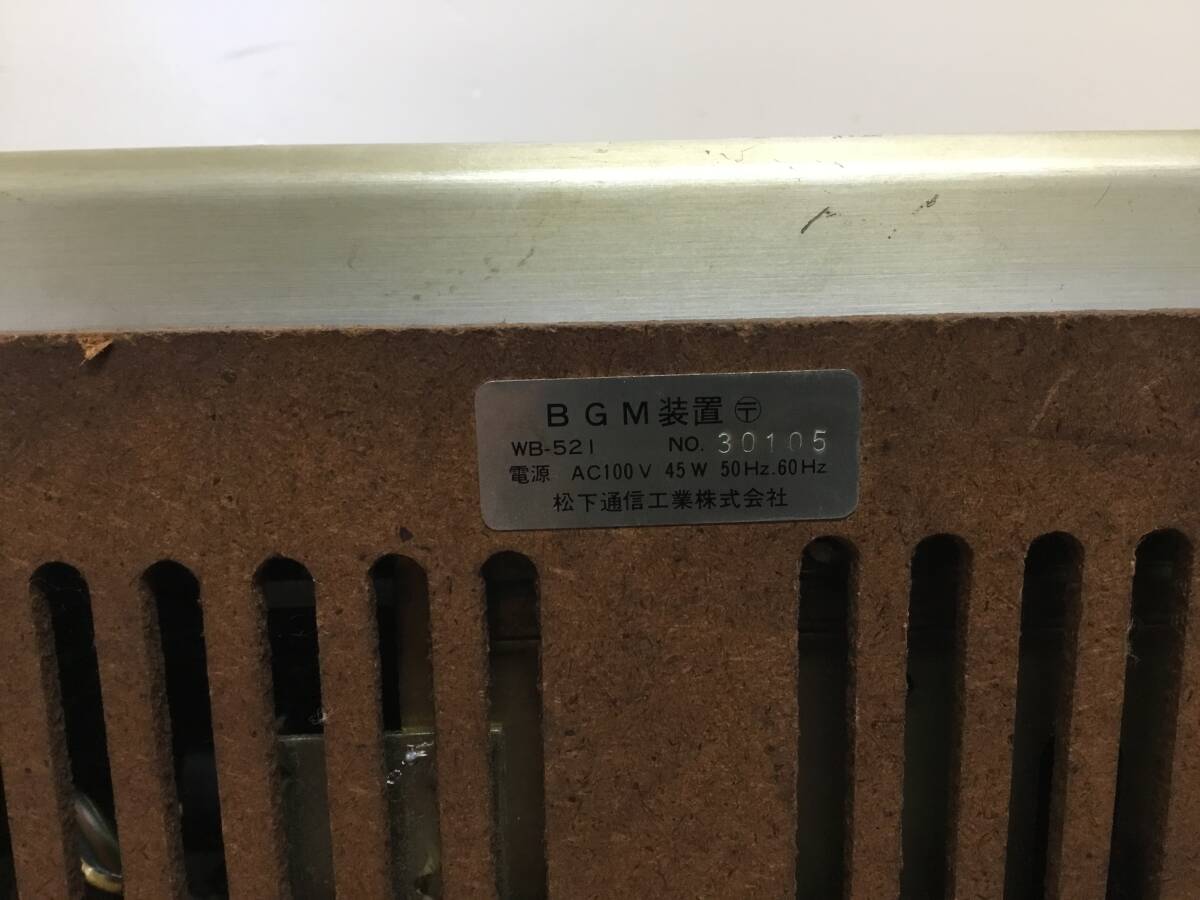 BGM装置 〶
WB-521 NO. 30105
電源 AC100V 45W 50Hz.60Hz
松下通信工業株式会社